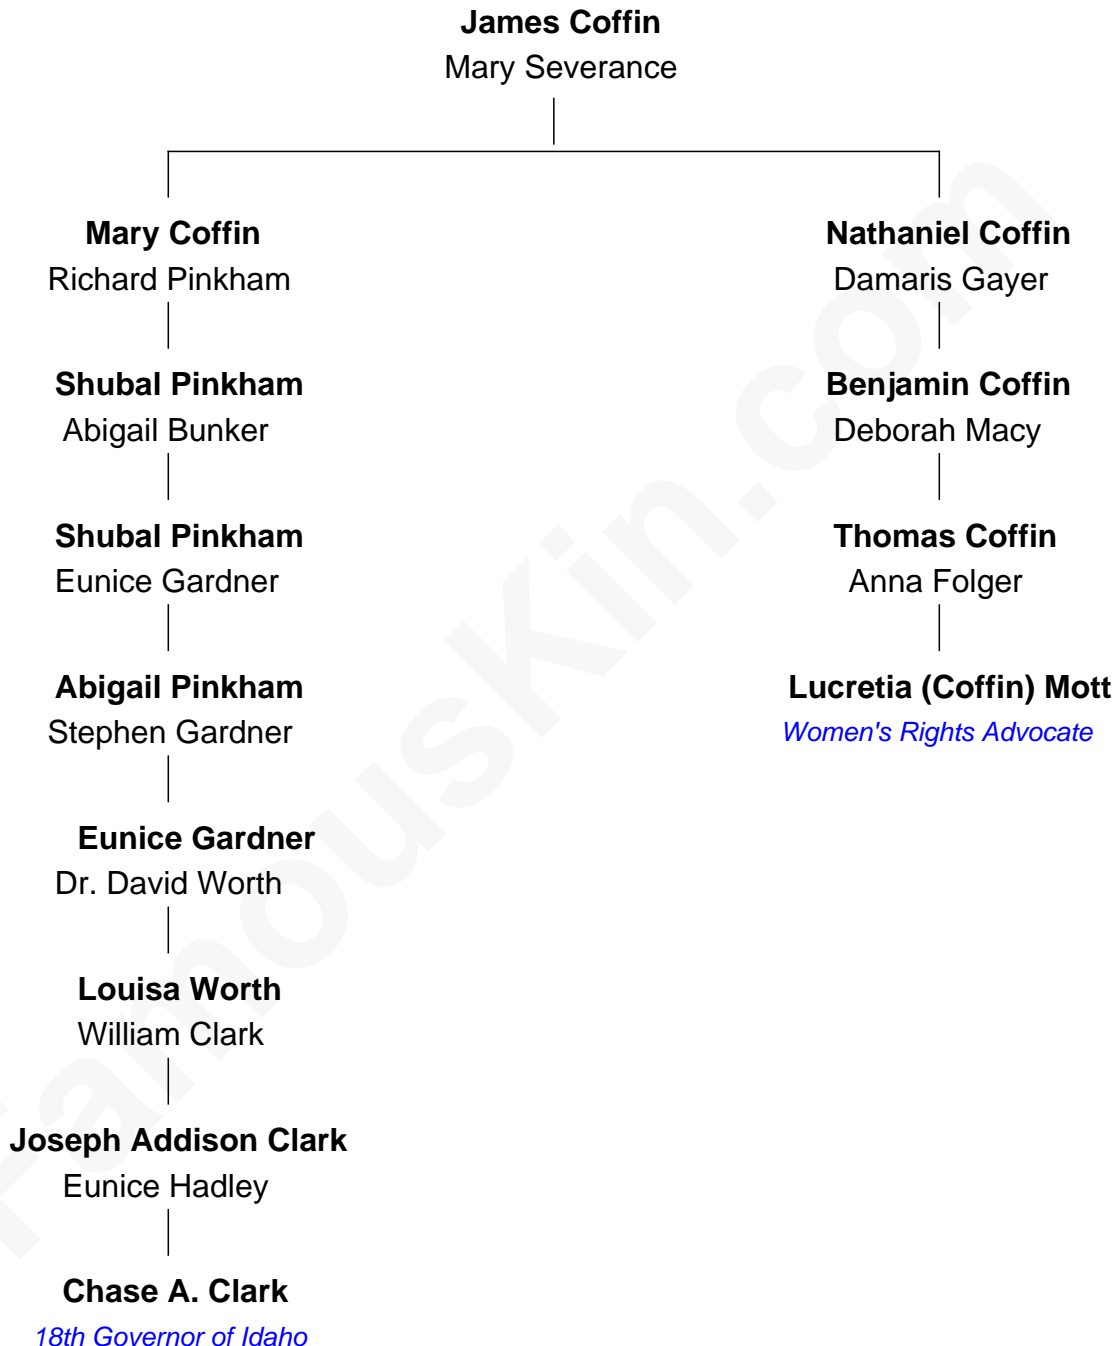 James Coffin
Mary Severance
Mary Coffin
Richard Pinkham
Nathaniel Coffin
Damaris Gayer
Shubal Pinkham
Abigail Bunker
Benjamin Coffin
Deborah Macy
Shubal Pinkham
Eunice Gardner
Thomas Coffin
Anna Folger
Abigail Pinkham
Stephen Gardner
Lucretia (Coffin) Mott
Women's Rights Advocate
Eunice Gardner
Dr. David Worth
Louisa Worth
William Clark
Joseph Addison Clark
Eunice Hadley
Chase A. Clark
18th Governor of Idaho
FamousKin.com